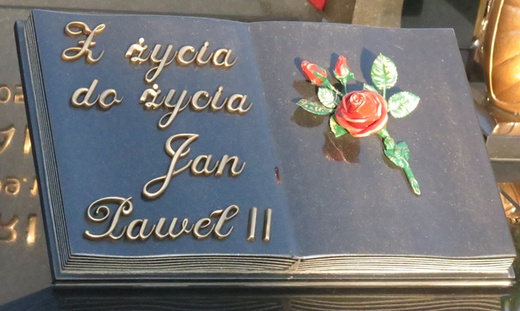 Z życia
do życia
Jan
Paweł II